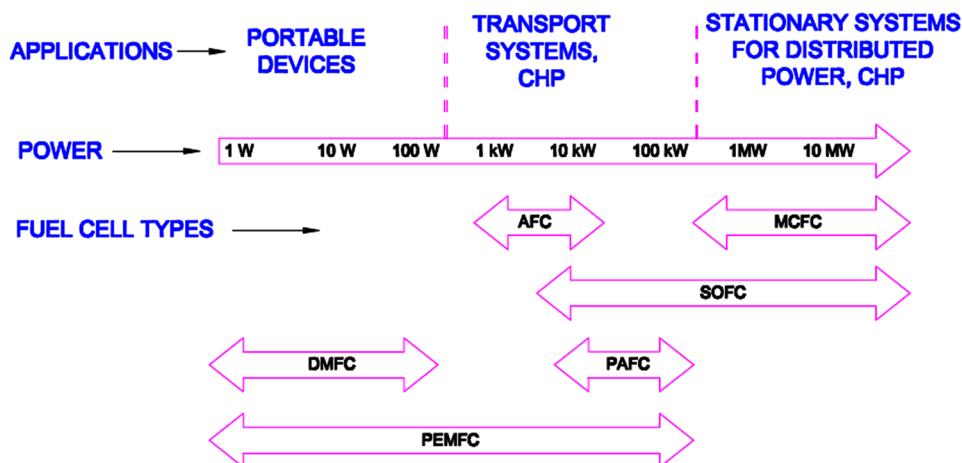 APPLICATIONS
PORTABLE
DEVICES
TRANSPORT
SYSTEMS,
CHP
STATIONARY SYSTEMS
FOR DISTRIBUTED
POWER, CHP
POWER
1 W 10 W 100 W 1 kW 10 kW 100 kW 1MW 10 MW
FUEL CELL TYPES
AFC MCFC
SOFC
DMFC PAFC
PEMFC